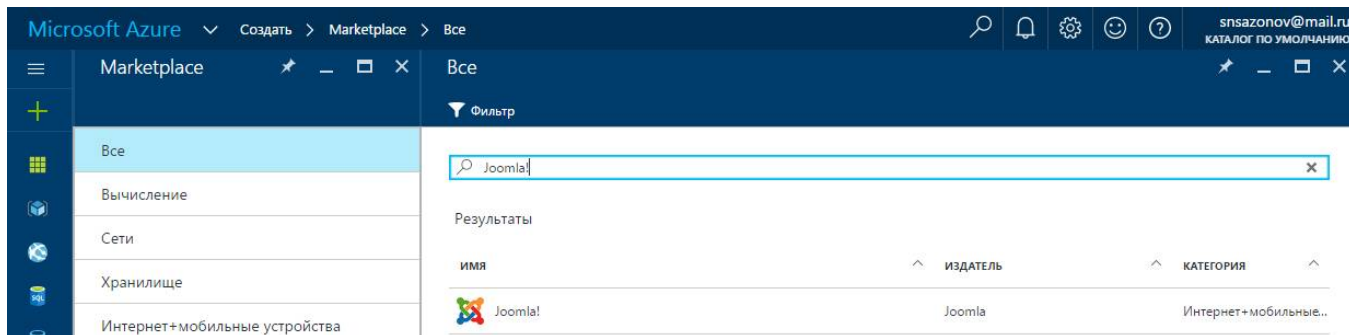 Microsoft Azure Создать > Marketplace > Все
snsazonov@mail.ru
КАТАЛОГ ПО УМОЛЧАНИЮ
Marketplace
Все
Фильтр
Все
Вычисление
Сети
Хранилище
Интернет+мобильные устройства
Joomla!
Результаты
ИМЯ ИЗДАТЕЛЬ КАТЕГОРИЯ
Joomla! Joomla Интернет+мобильные...
SQL